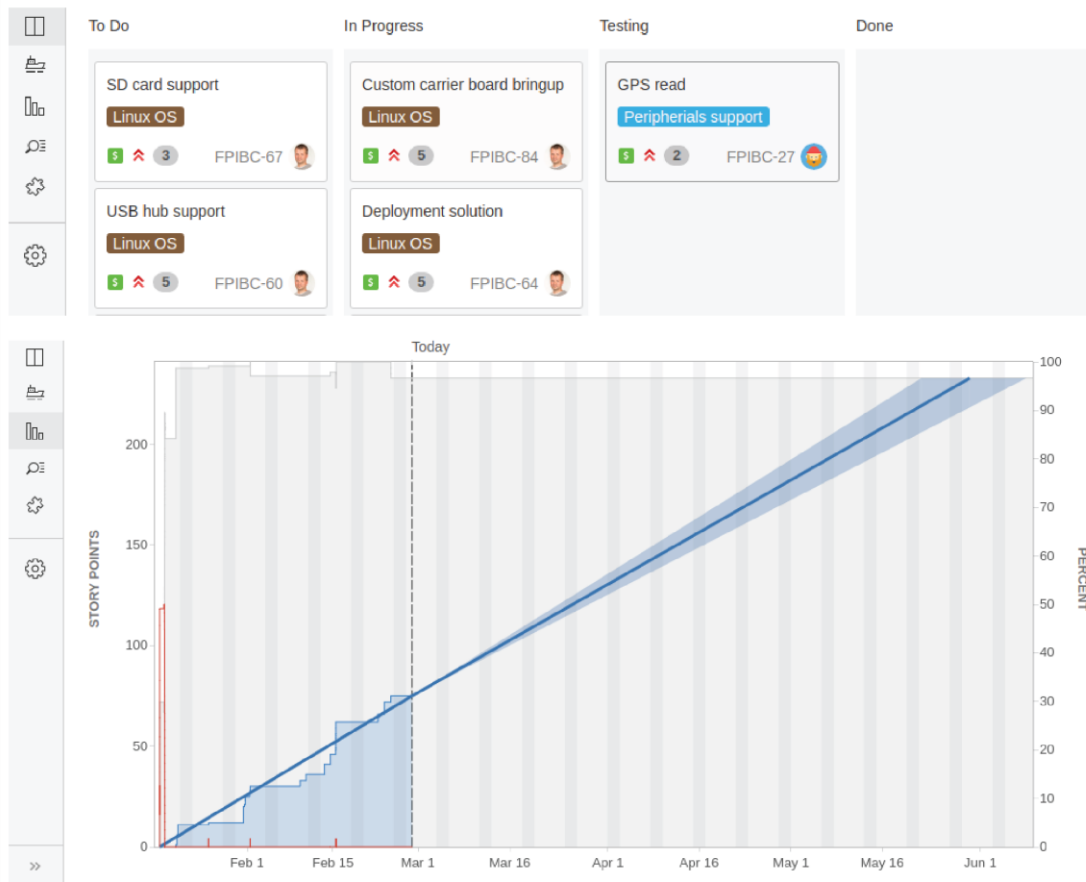 To Do In Progress Testing Done
SD card support Custom carrier board bringup GPS read
Linux OS Linux OS Peripherials support
$ 3 FPIBC-67 $ 5 FPIBC-84 $ 2 FPIBC-27
USB hub support Deployment solution
Linux OS Linux OS
$ 5 FPIBC-60 $ 5 FPIBC-64
Today
STORY POINTS
200
150
100
50
0
100
90
80
70
60
50
40
30
20
10
0
PERCENT
Feb 1 Feb 15 Mar 1 Mar 16 Apr 1 Apr 16 May 1 May 16 Jun 1